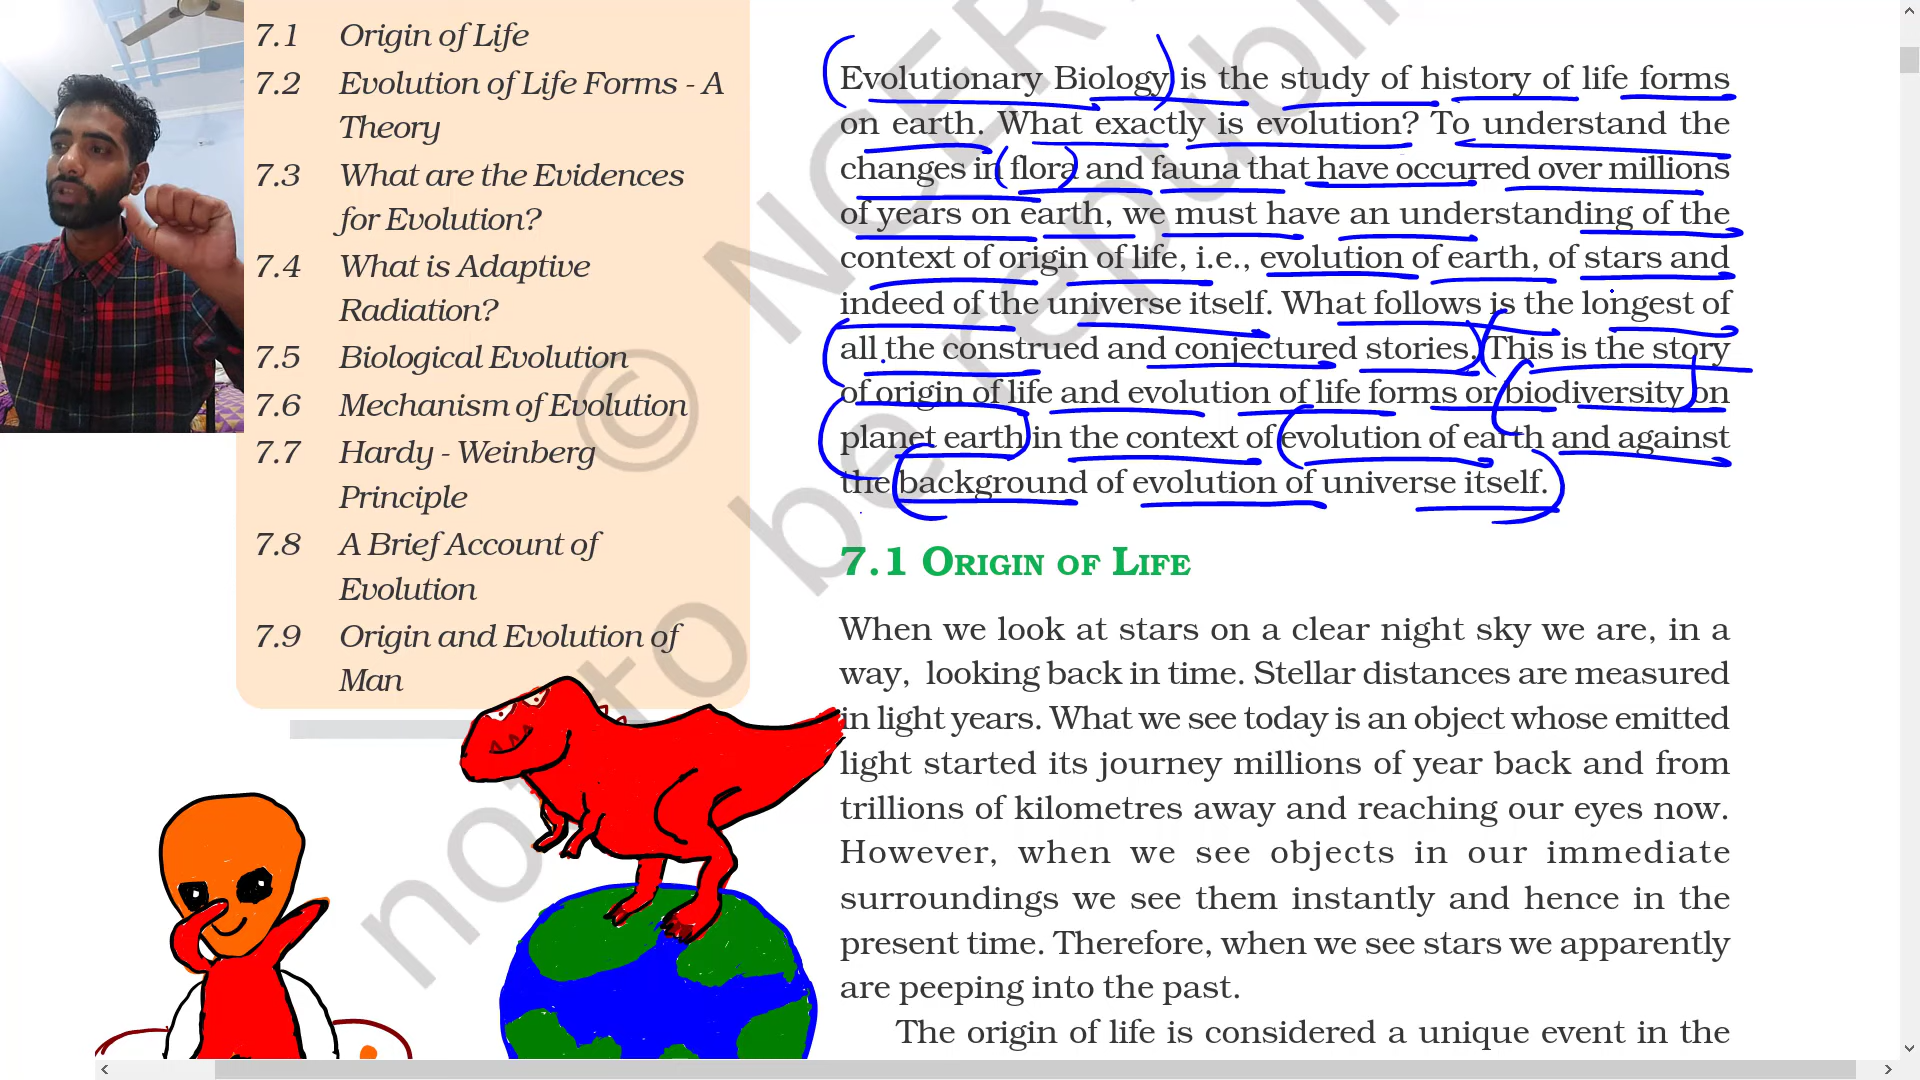 7.1 Origin of Life
7.2 Evolution of Life Forms - A
Theory
7.3 What are the Evidences
for Evolution?
7.4 What is Adaptive
Radiation?
7.5 Biological Evolution
7.6 Mechanism of Evolution
7.7 Hardy - Weinberg
Principle
7.8 A Brief Account of
Evolution
7.9 Origin and Evolution of
Man
Evolutionary Biology is the study of history of life forms
on earth. What exactly is evolution? To understand the
changes in flora and fauna that have occurred over millions
of years on earth, we must have an understanding of the
context of origin of life, i.e., evolution of earth, of stars and
indeed of the universe itself. What follows is the longest of
all the construed and conjectured stories. This is the story
of origin of life and evolution of life forms or biodiversity on
planet earth in the context of evolution of earth and against
the background of evolution of universe itself.
7.1 ORIGIN OF LIFE
When we look at stars on a clear night sky we are, in a
way, looking back in time. Stellar distances are measured
in light years. What we see today is an object whose emitted
light started its journey millions of year back and from
trillions of kilometres away and reaching our eyes now.
However, when we see objects in our immediate
surroundings we see them instantly and hence in the
present time. Therefore, when we see stars we apparently
are peeping into the past.
The origin of life is considered a unique event in the
© NCER
not to be republi